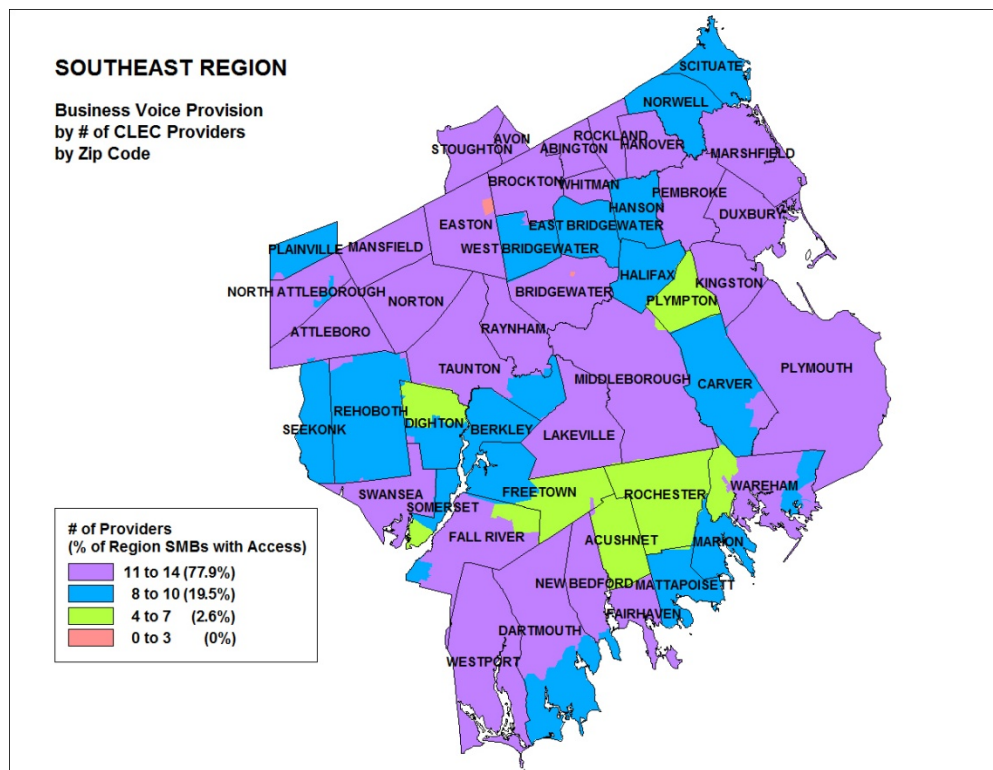 SOUTHEAST REGION
Business Voice Provision
by # of CLEC Providers
by Zip Code
SCITUATE
NORWELL
ROCKLAND
AVON
HANOVER
ABINGTON
STOUGHTON
MARSHFIELD
BROCKTON
WHITMAN
PEMBROKE
HANSON
DUXBURY
EASTON
EAST BRIDGEWATER
PLAINVILLE
MANSFIELD
WEST BRIDGEWATER
HALIFAX
KINGSTON
NORTH ATTLEBOROUGH
BRIDGEWATER
NORTON
PLYMPTON
ATTLEBORO
RAYNHAM
TAUNTON
PLYMOUTH
MIDDLEBOROUGH
CARVER
REHOBOTH
DIGHTON
SEEKONK
BERKLEY
LAKEVILLE
WAREHAM
SWANSEA
FREETOWN
ROCHESTER
SOMERSET
FALL RIVER
ACUSHNET
MARION
NEW BEDFORD
MATTAPOISETT
FAIRHAVEN
DARTMOUTH
WESTPORT
# of Providers
(% of Region SMBs with Access)
11 to 14 (77.9%)
8 to 10 (19.5%)
4 to 7 (2.6%)
0 to 3 (0%)